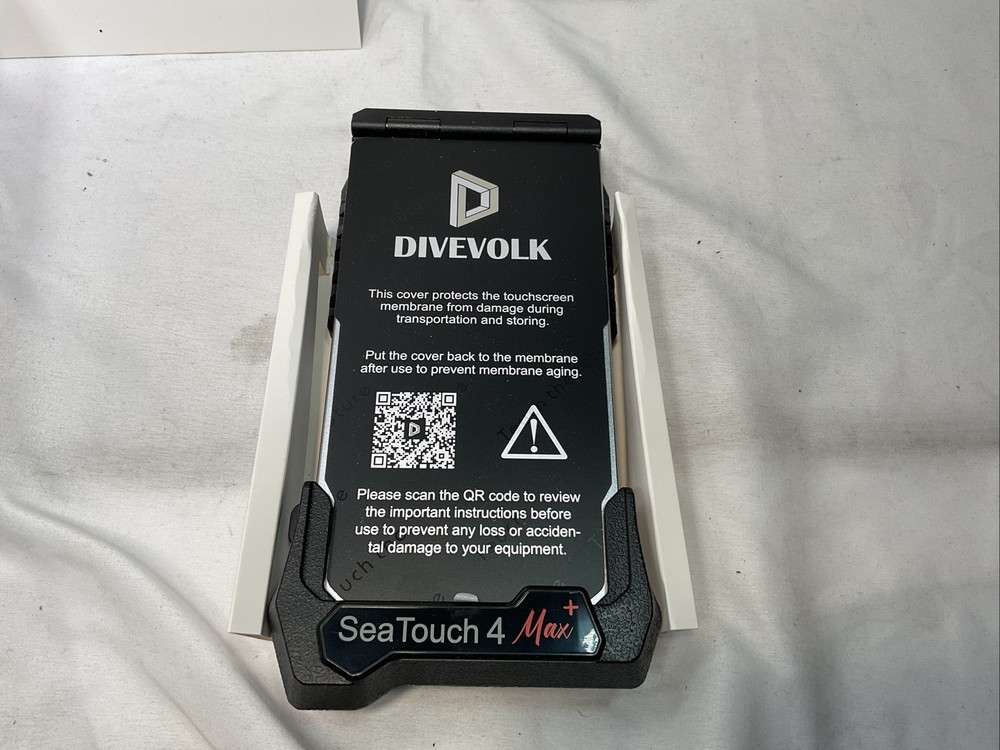 DIVEVOLK
This cover protects the touchscreen
membrane from damage during
transportation and storing.
Put the cover back to the membrane
after use to prevent membrane aging.
Please scan the QR code to review
the important instructions before
use to prevent any loss or acciden-
tal damage to your equipment.
SeaTouch 4 Max+